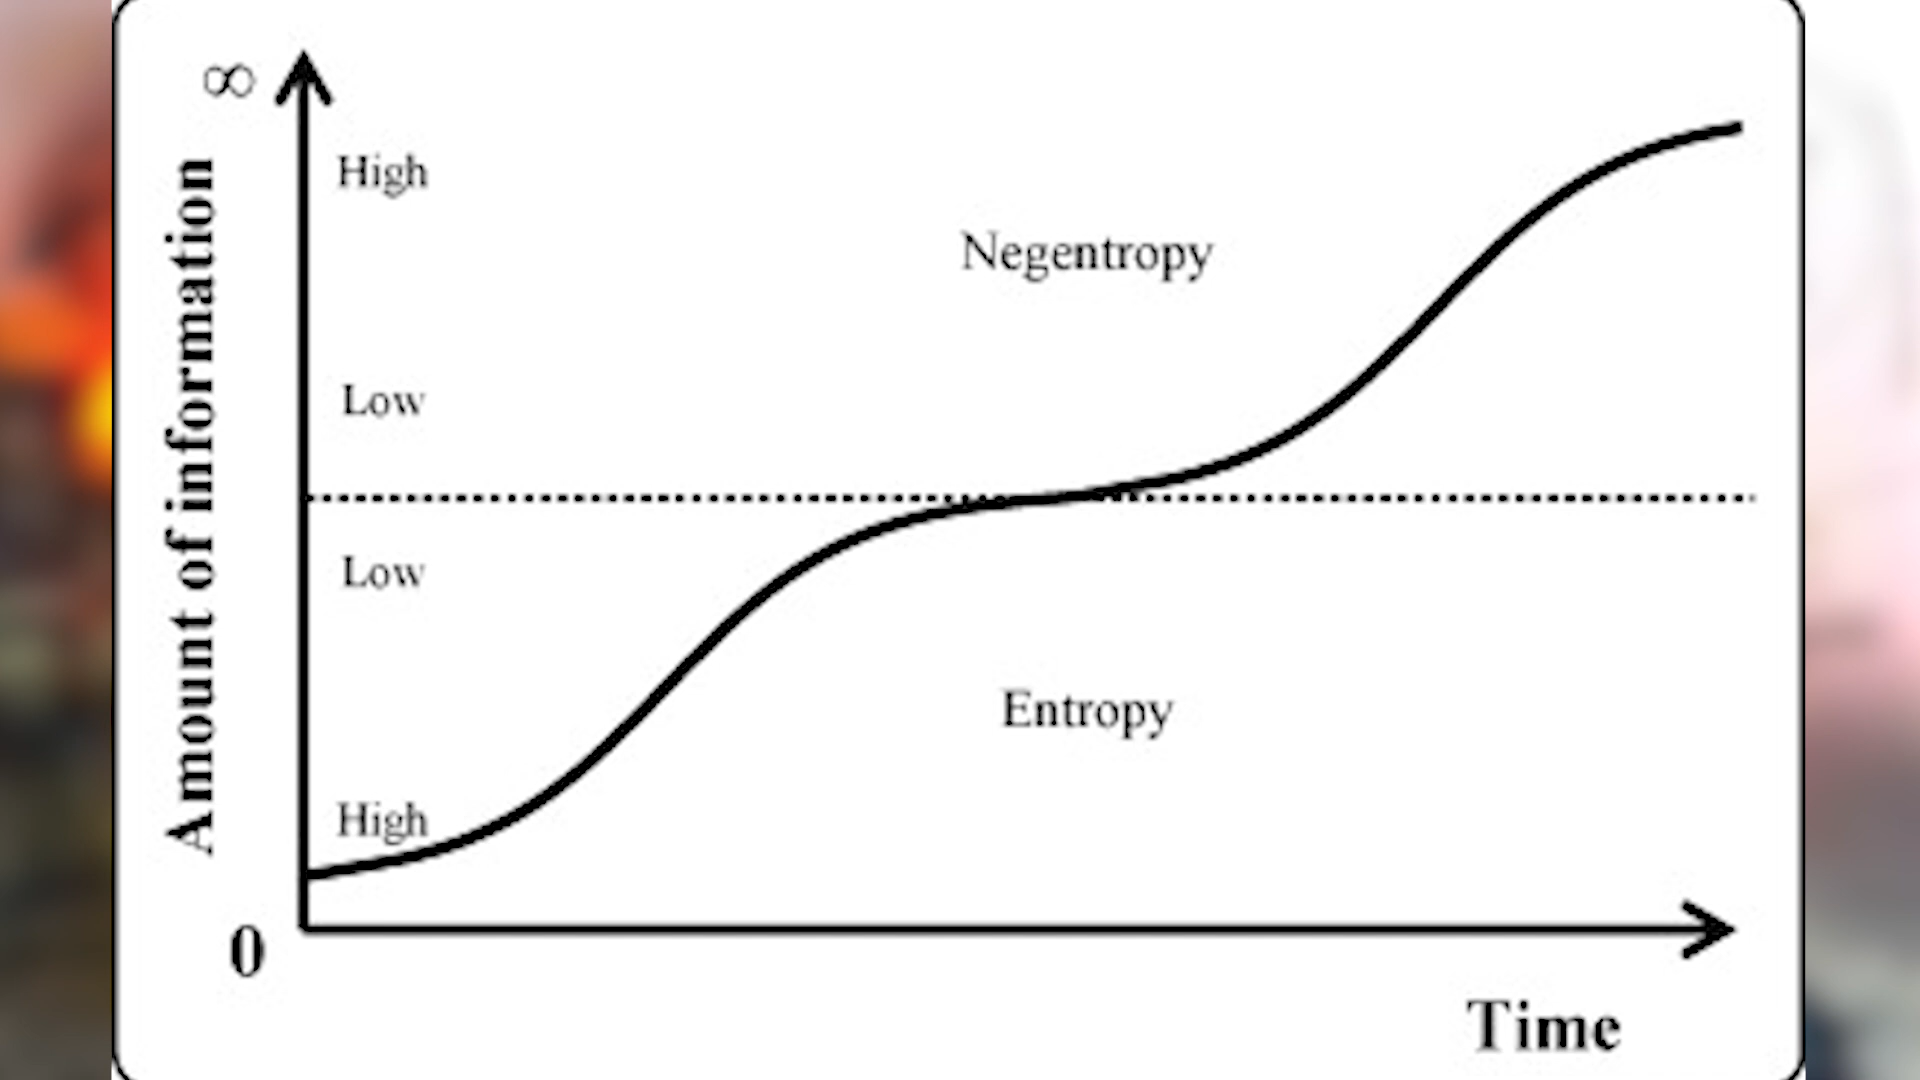 ∞
High
Negentropy
Low
Amount of information
Low
Entropy
High
0
Time